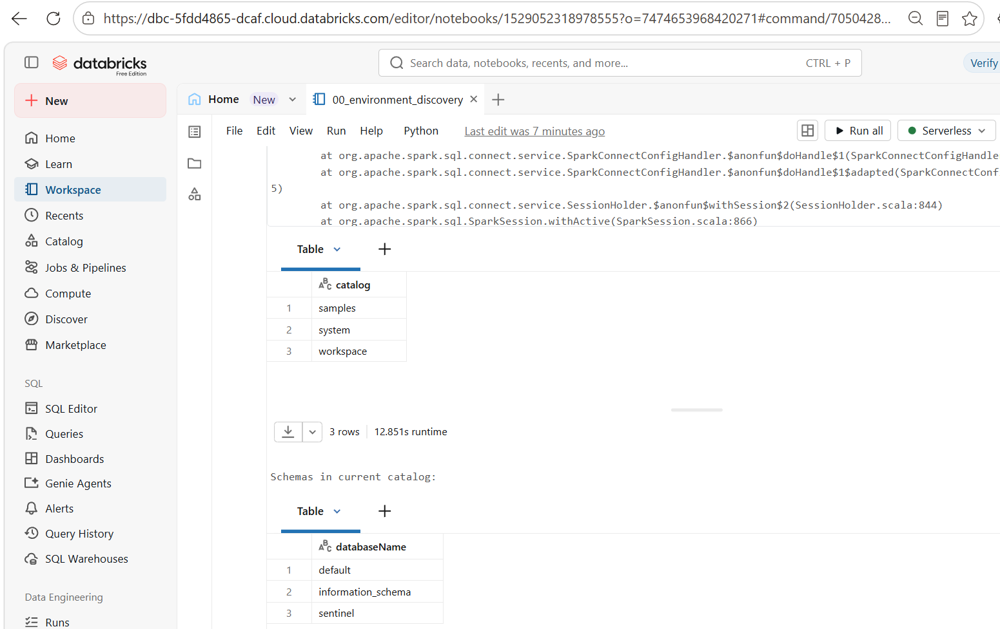 https://dbc-5fdd4865-dcaf.cloud.databricks.com/editor/notebooks/1529052318978555?o=7474653968420271#command/7050428...
databricks
Free Edition
Search data, notebooks, recents, and more...
CTRL + P
Verify
New
Home
Learn
Workspace
Recents
Catalog
Jobs & Pipelines
Compute
Discover
Marketplace
SQL
SQL Editor
Queries
Dashboards
Genie Agents
Alerts
Query History
SQL Warehouses
Data Engineering
Runs
Home New
00_environment_discovery
File Edit View Run Help Python Last edit was 7 minutes ago
Run all
Serverless
at org.apache.spark.sql.connect.service.SparkConnectConfigHandler.$anonfun$doHandle$1(SparkConnectConfigHandle
at org.apache.spark.sql.connect.service.SparkConnectConfigHandler.$anonfun$doHandle$1$adapted(SparkConnectConf
5)
at org.apache.spark.sql.connect.service.SessionHolder.$anonfun$withSession$2(SessionHolder.scala:844)
at org.apache.spark.sql.SparkSession.withActive(SparkSession.scala:866)
Table
catalog
1 samples
2 system
3 workspace
3 rows 12.851s runtime
Schemas in current catalog:
Table
databaseName
1 default
2 information_schema
3 sentinel